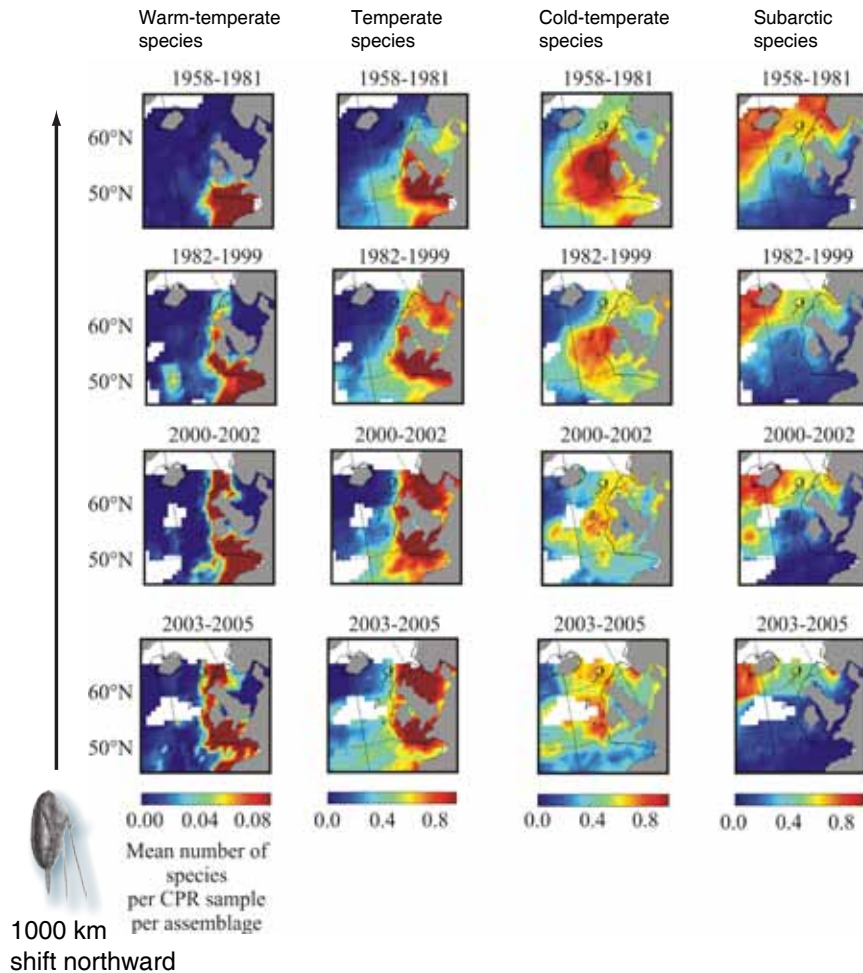 Warm-temperate
species
Temperate
species
Cold-temperate
species
Subarctic
species
1958-1981
1958-1981
1958-1981
1958-1981
60°N
50°N
1982-1999
1982-1999
1982-1999
1982-1999
60°N
50°N
2000-2002
2000-2002
2000-2002
2000-2002
60°N
50°N
2003-2005
2003-2005
2003-2005
2003-2005
60°N
50°N
0.00 0.04 0.08
0.0 0.4 0.8
0.0 0.4 0.8
0.0 0.4 0.8
Mean number of
species
per CPR sample
per assemblage
1000 km
shift northward